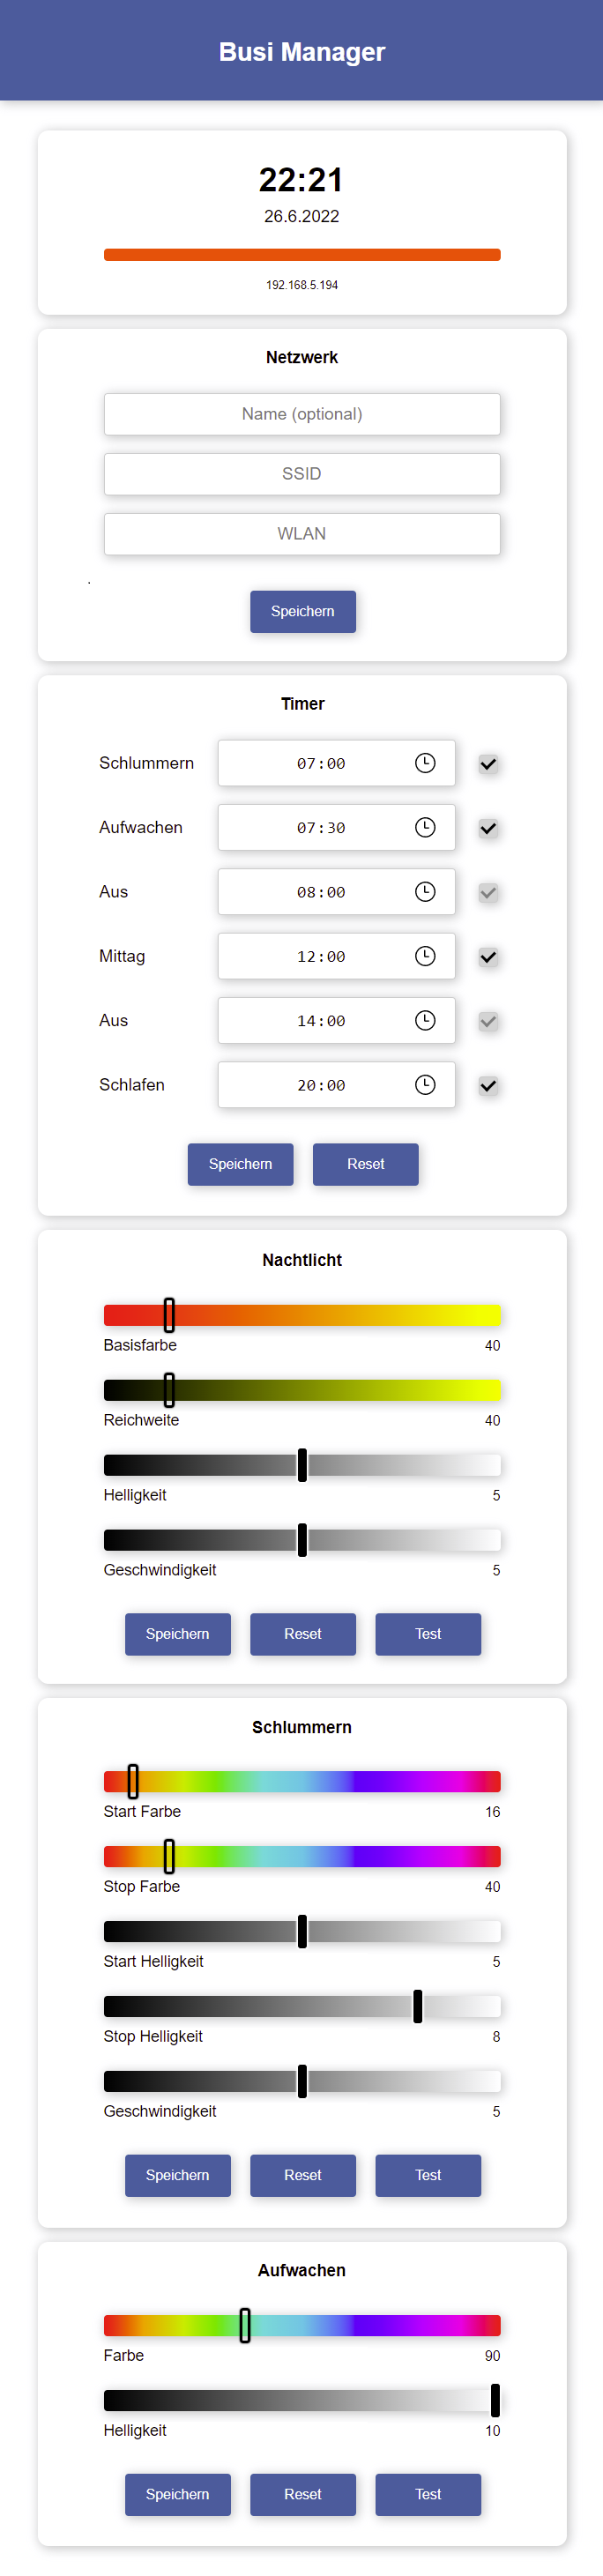 Busi Manager
22:21
26.6.2022
192.168.5.194
Netzwerk
Name (optional)
SSID
WLAN
.
Speichern
Timer
Schlummern 07:00
Aufwachen 07:30
Aus 08:00
Mittag 12:00
Aus 14:00
Schlafen 20:00
Speichern Reset
Nachtlicht
Basisfarbe 40
Reichweite 40
Helligkeit 5
Geschwindigkeit 5
Speichern Reset Test
Schlummern
Start Farbe 16
Stop Farbe 40
Start Helligkeit 5
Stop Helligkeit 8
Geschwindigkeit 5
Speichern Reset Test
Aufwachen
Farbe 90
Helligkeit 10
Speichern Reset Test